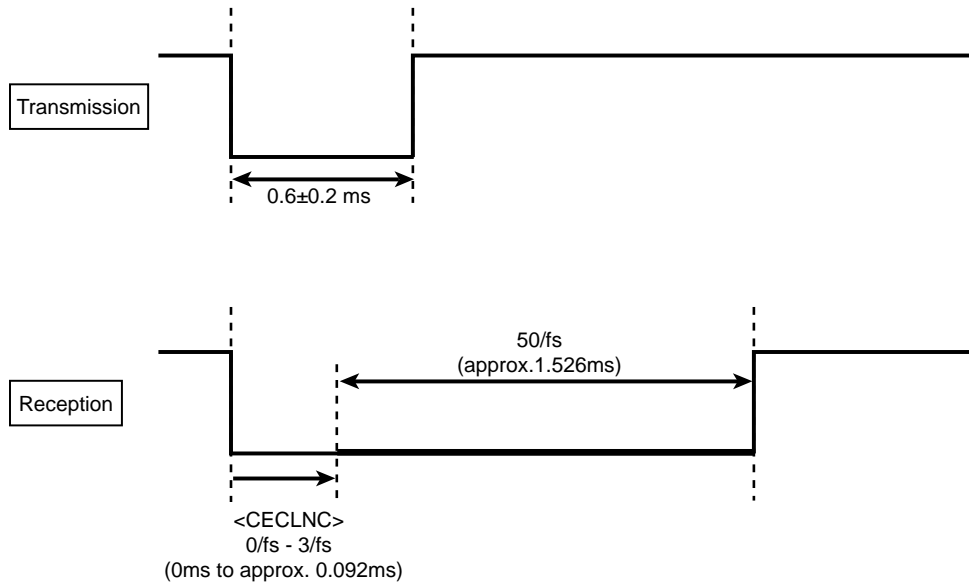 Transmission
0.6±0.2 ms
50/fs
(approx.1.526ms)
Reception
<CECLNC>
0/fs - 3/fs
(0ms to approx. 0.092ms)